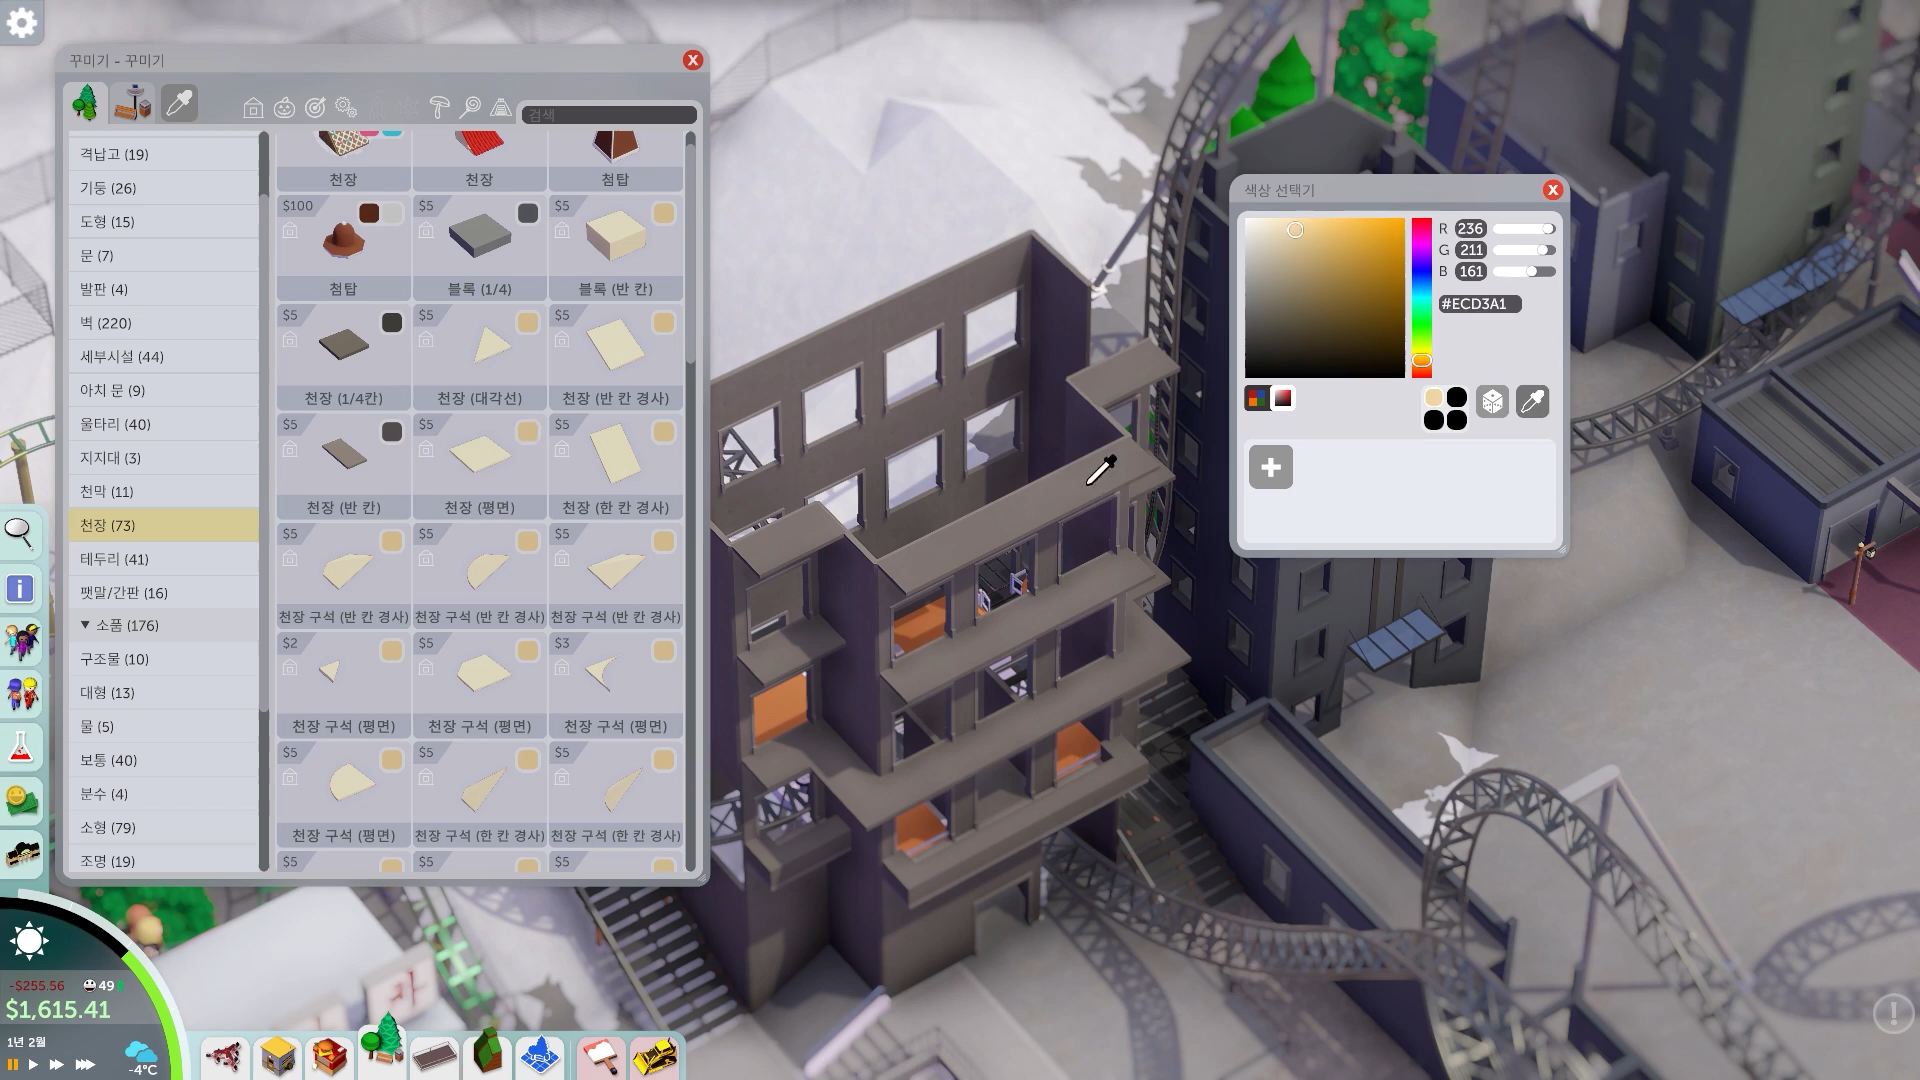 꾸미기 - 꾸미기
검색
격납고 (19)
기둥 (26)
도형 (15)
문 (7)
발판 (4)
벽 (220)
세부시설 (44)
아치 문 (9)
울타리 (40)
지지대 (3)
천막 (11)
천장 (73)
테두리 (41)
팻말/간판 (16)
▼ 소품 (176)
구조물 (10)
대형 (13)
물 (5)
보통 (40)
분수 (4)
소형 (79)
조명 (19)
천장 천장 첨탑
$100 $5 $5
첨탑 블록 (1/4) 블록 (반 칸)
$5 $5 $5
천장 (1/4칸) 천장 (대각선) 천장 (반 칸 경사)
$5 $5 $5
천장 (반 칸) 천장 (평면) 천장 (한 칸 경사)
$5 $5 $5
천장 구석 (반 칸 경사) 천장 구석 (반 칸 경사) 천장 구석 (반 칸 경사)
$2 $5 $3
천장 구석 (평면) 천장 구석 (평면) 천장 구석 (평면)
$5 $5 $5
천장 구석 (평면) 천장 구석 (한 칸 경사) 천장 구석 (한 칸 경사)
$5 $5 $5
색상 선택기
R 236
G 211
B 161
#ECD3A1
과
-$255.56 49
$1,615.41
1년 2월
-4°C